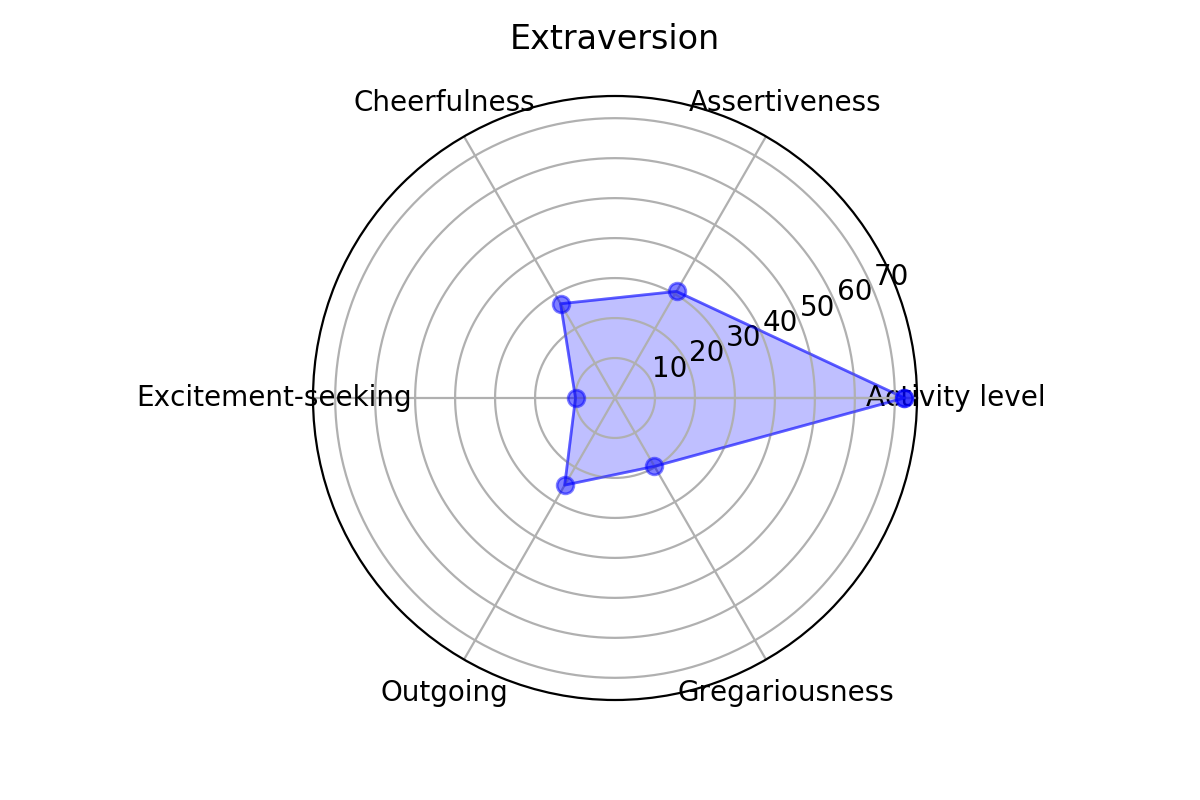 Extraversion
Cheerfulness
Assertiveness
70
60
50
40
30
20
10
Excitement-seeking
Activity level
Outgoing
Gregariousness